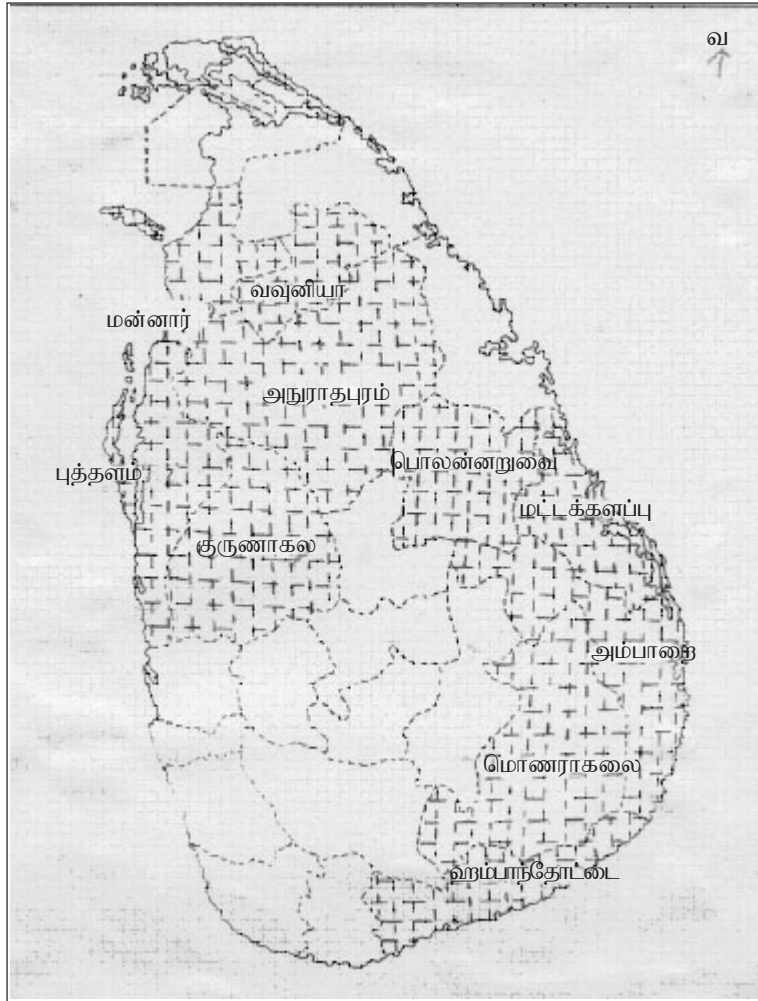 வ
வவுனியா
மன்னார்
அநுராதபுரம்
பொலன்னறுவை
புத்தளம்
மட்டக்களப்பு
குருணாகல
அம்பாறை
மொணராகலை
ஹம்பாந்தோட்டை